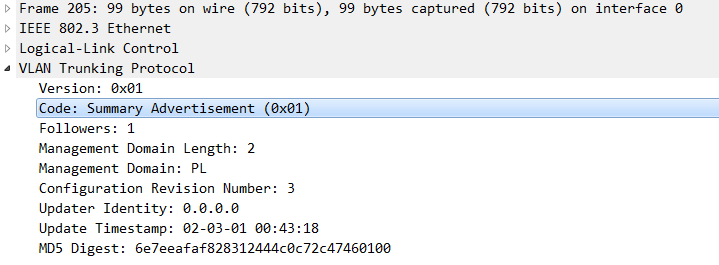 Frame 205: 99 bytes on wire (792 bits), 99 bytes captured (792 bits) on interface 0
IEEE 802.3 Ethernet
Logical-Link Control
VLAN Trunking Protocol
Version: 0x01
Code: Summary Advertisement (0x01)
Followers: 1
Management Domain Length: 2
Management Domain: PL
Configuration Revision Number: 3
Updater Identity: 0.0.0.0
Update Timestamp: 02-03-01 00:43:18
MD5 Digest: 6e7eeafaf828312444c0c72c47460100